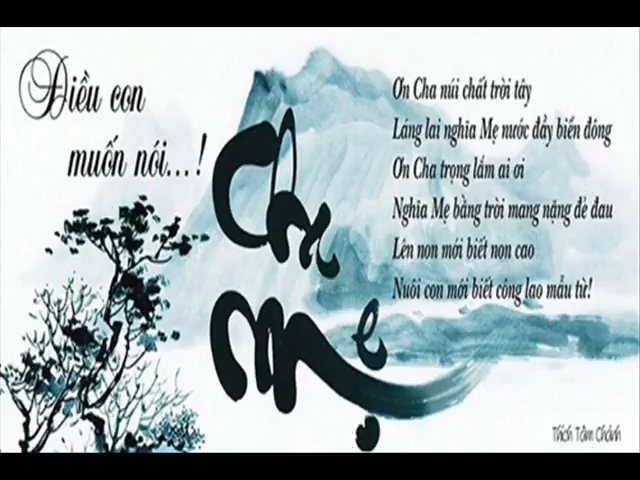 Điều con
muốn nói...!
Cha
Mẹ
Ơn Cha núi chất trời tây
Láng lai nghĩa Mẹ nước đầy biển đông
Ơn Cha trọng lắm ai ơi
Nghĩa Mẹ bằng trời mang nặng đẻ đau
Lên non mới biết non cao
Nuôi con mới biết công lao mẫu từ!
Thích Tâm Chánh